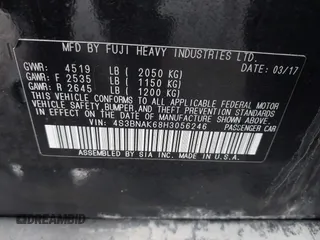 MFD BY FUJI HEAVY INDUSTRIES LTD.
GVWR: 4519 LB ( 2050 KG) DATE: 03/17
GAWR: F 2535 LB ( 1150 KG)
GAWR: R 2645 LB ( 1200 KG)
THIS VEHICLE CONFORMS TO ALL APPLICABLE FEDERAL MOTOR
VEHICLE SAFETY, BUMPER, AND THEFT PREVENTION STANDARDS
IN EFFECT ON THE DATE OF MANUFACTURE SHOWN ABOVE.
VIN: 4S3BNAK68H3056246 PASSENGER CAR
ASSEMBLED BY SIA INC. MADE IN U.S.A.
AUTOBIDMASTER